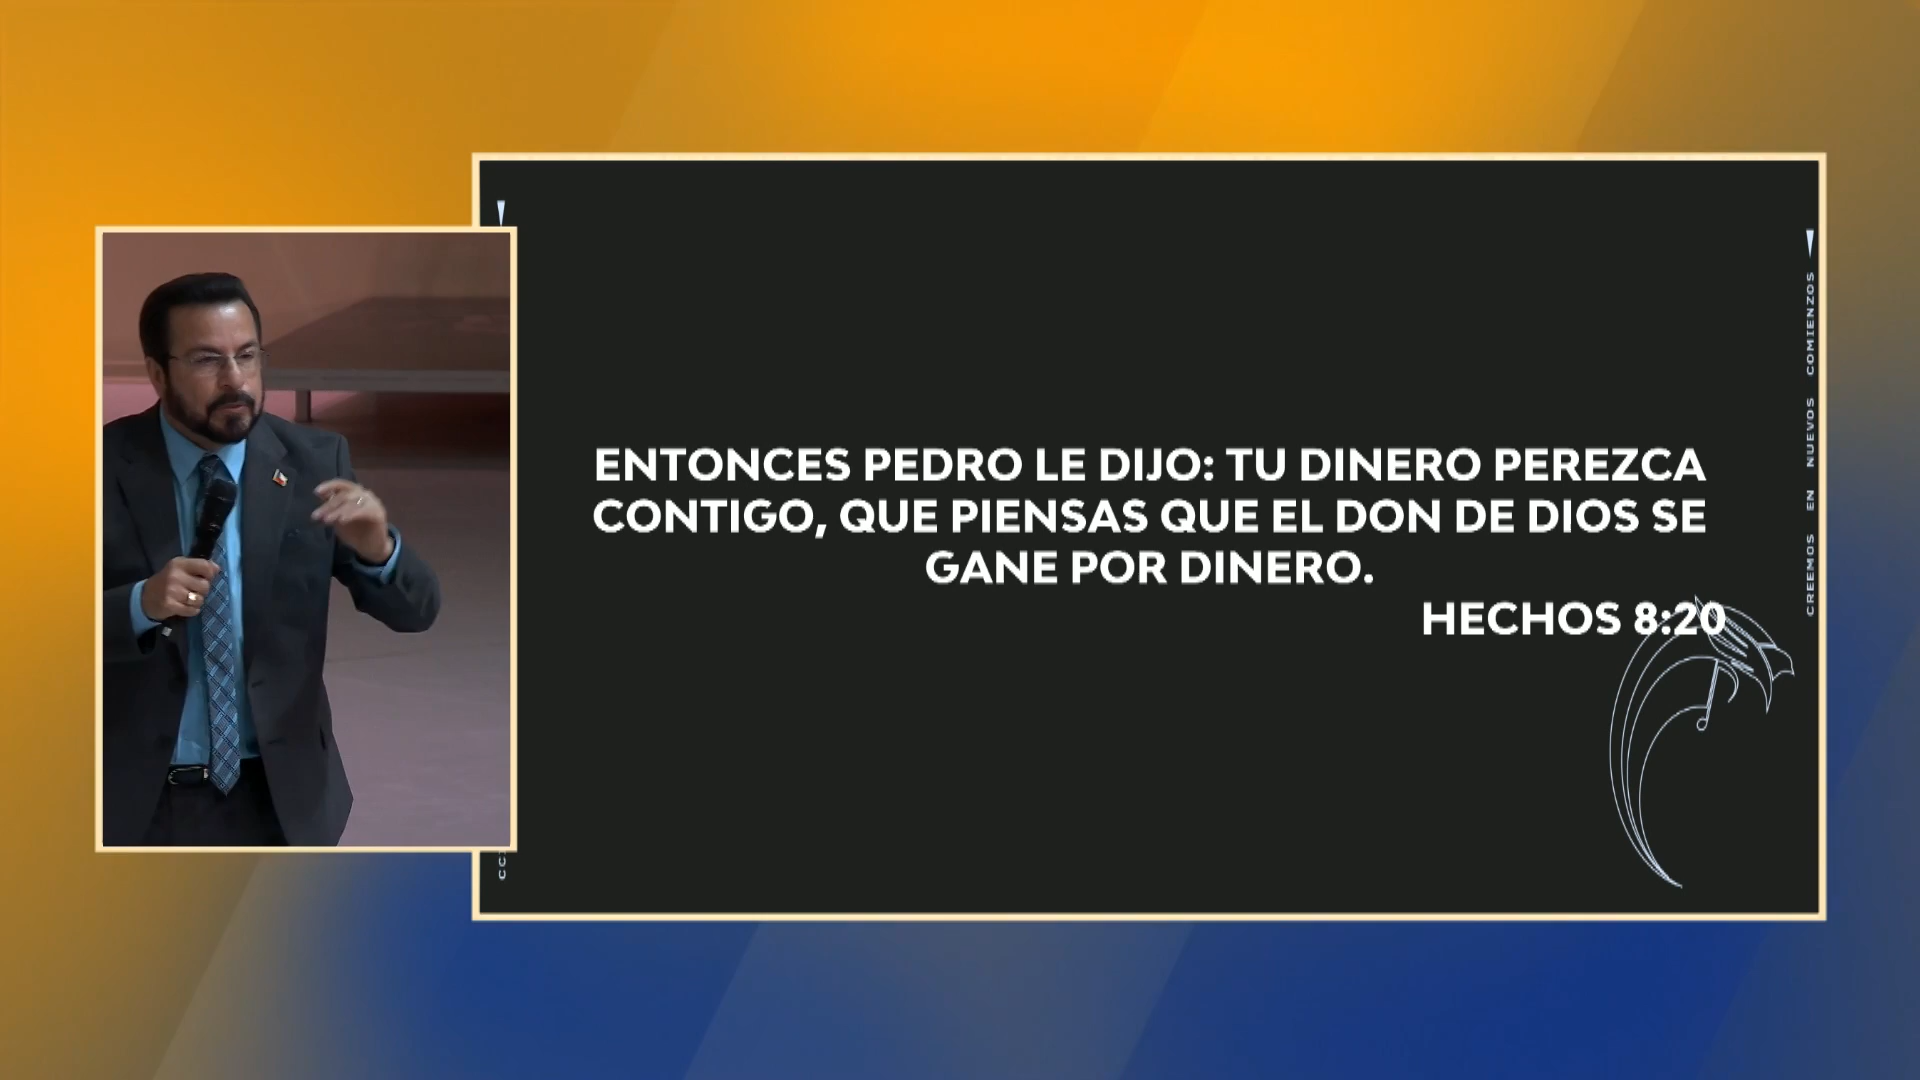 ENTONCES PEDRO LE DIJO: TU DINERO PEREZCA
CONTIGO, QUE PIENSAS QUE EL DON DE DIOS SE
GANE POR DINERO.
HECHOS 8:20
CREEMOS EN NUEVOS COMIENZOS